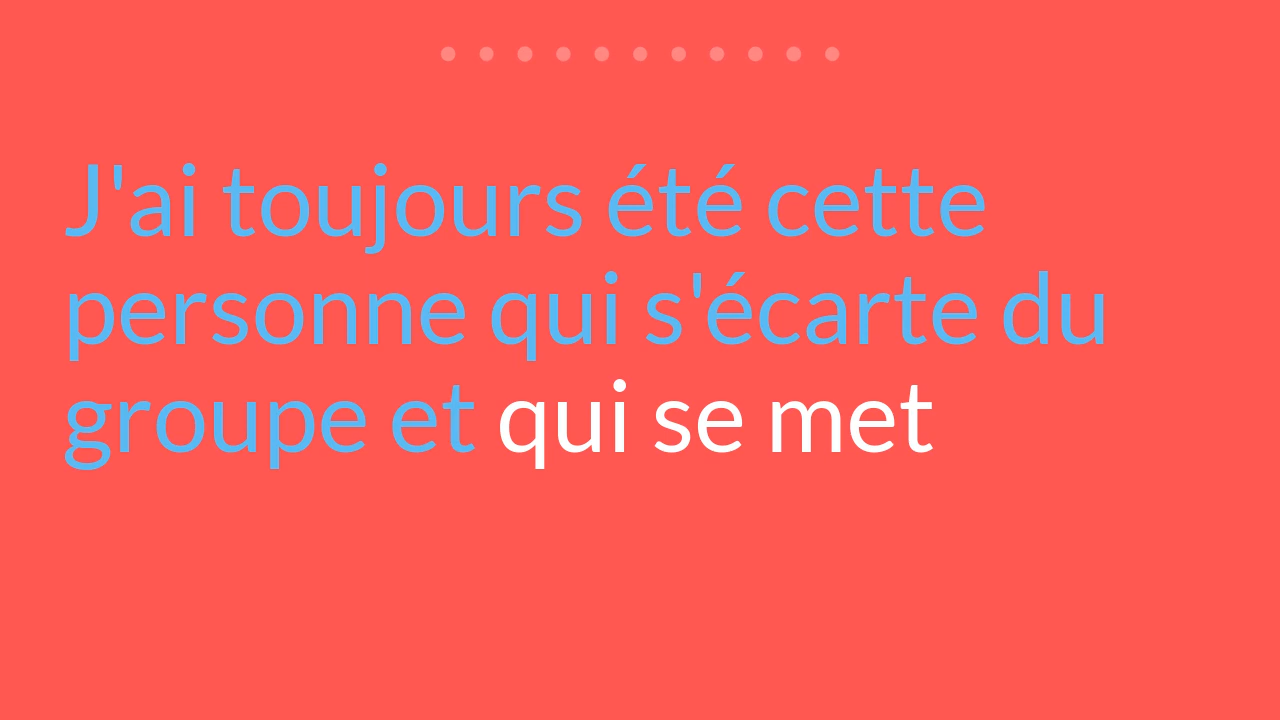 J'ai toujours été cette
personne qui s'écarte du
groupe et qui se met